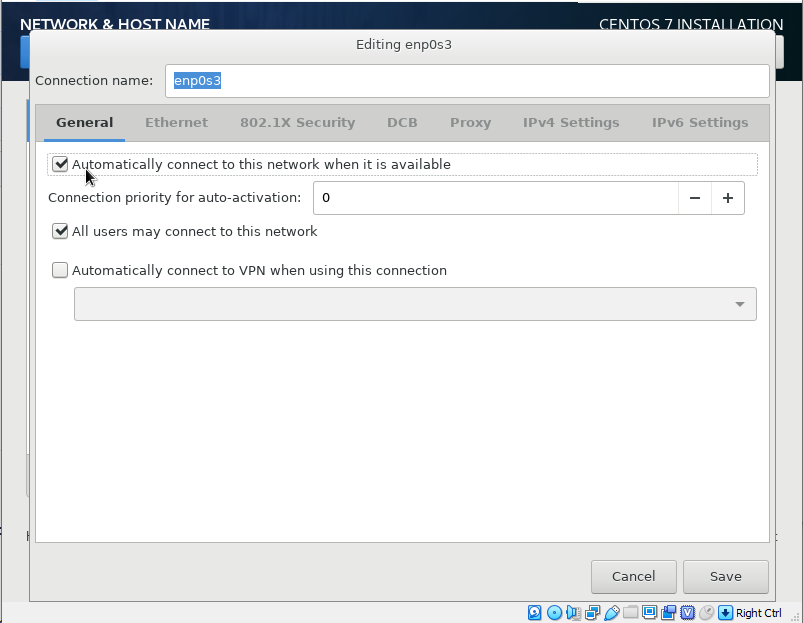 NETWORK & HOST NAME
CENTOS 7 INSTALLATION
Editing enp0s3
Connection name: enp0s3
General Ethernet 802.1X Security DCB Proxy IPv4 Settings IPv6 Settings
Automatically connect to this network when it is available
Connection priority for auto-activation: 0
All users may connect to this network
Automatically connect to VPN when using this connection
Cancel Save
Right Ctrl